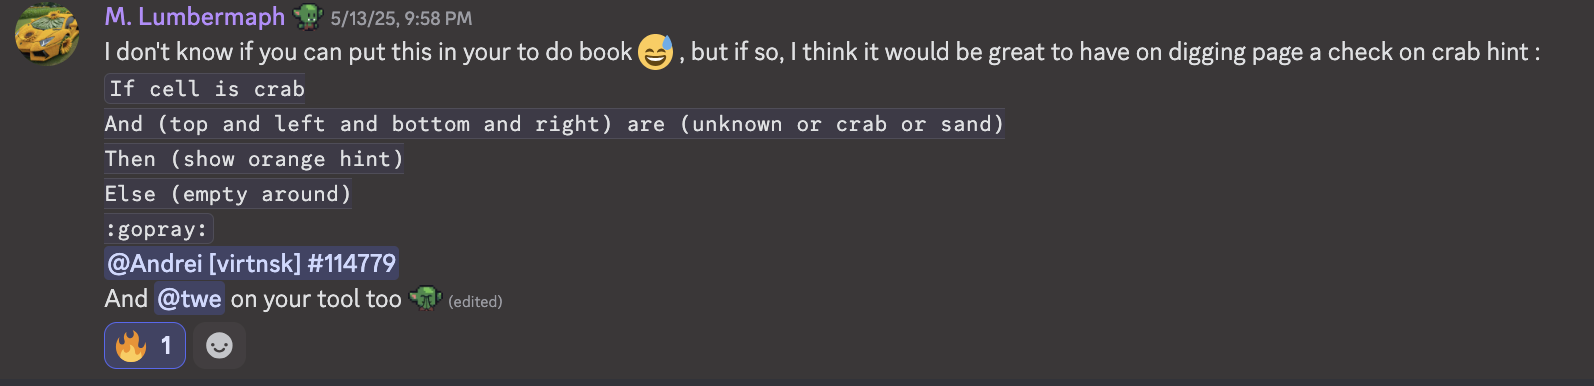 M. Lumbermaph 5/13/25, 9:58 PM
I don't know if you can put this in your to do book 😅 , but if so, I think it would be great to have on digging page a check on crab hint :
If cell is crab
And (top and left and bottom and right) are (unknown or crab or sand)
Then (show orange hint)
Else (empty around)
:gopray:
@Andrei [virtnsk] #114779
And @twe on your tool too (edited)
🔥 1